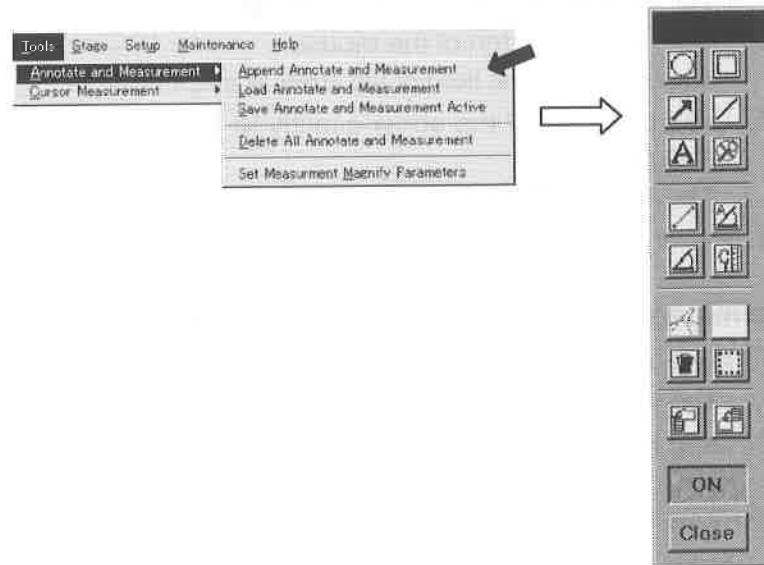 Tools Stage Setup Maintenance Help
Annotate and Measurement
Cursor Measurement
Append Annctate and Measurement
Load Annotate and Measurement
Save Annotate and Measurement Active
Delete All Annotate and Measurement
Set Measurment Magnify Parameters
A
A
ON
Close